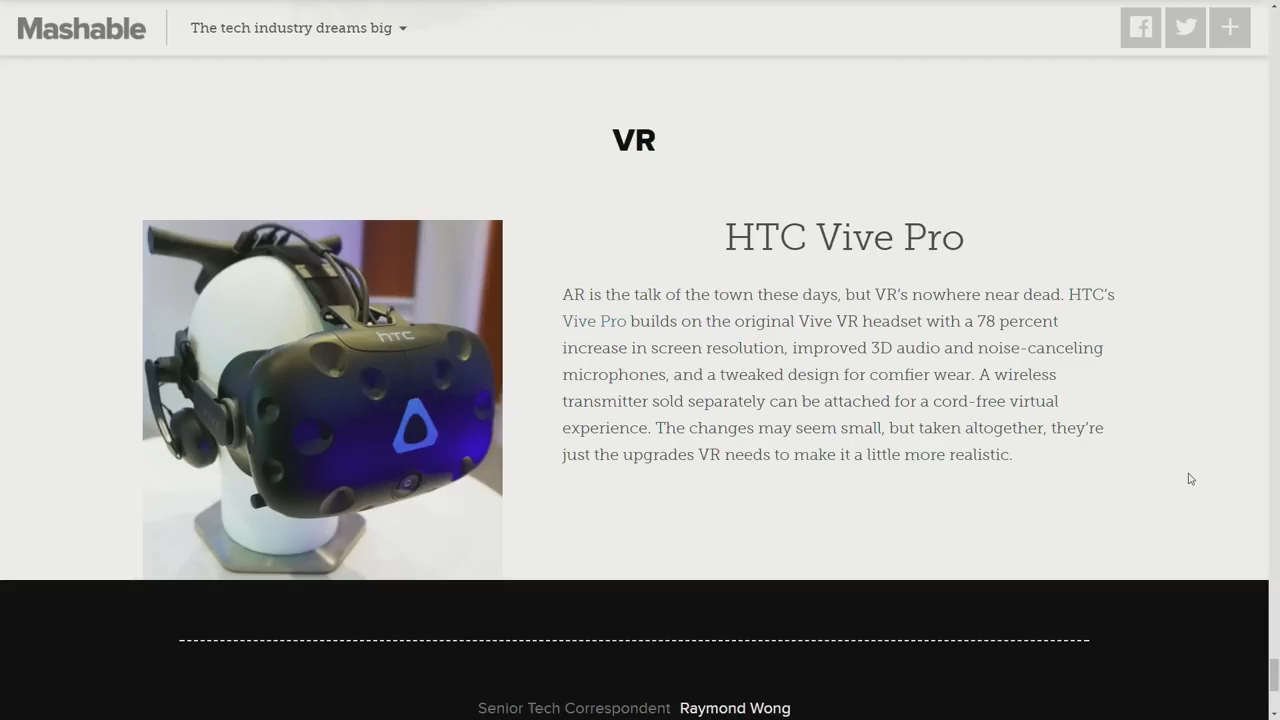 Mashable
The tech industry dreams big
VR
htc
HTC Vive Pro
AR is the talk of the town these days, but VR's nowhere near dead. HTC's
Vive Pro builds on the original Vive VR headset with a 78 percent
increase in screen resolution, improved 3D audio and noise-canceling
microphones, and a tweaked design for comfier wear. A wireless
transmitter sold separately can be attached for a cord-free virtual
experience. The changes may seem small, but taken altogether, they're
just the upgrades VR needs to make it a little more realistic.
Senior Tech Correspondent Raymond Wong